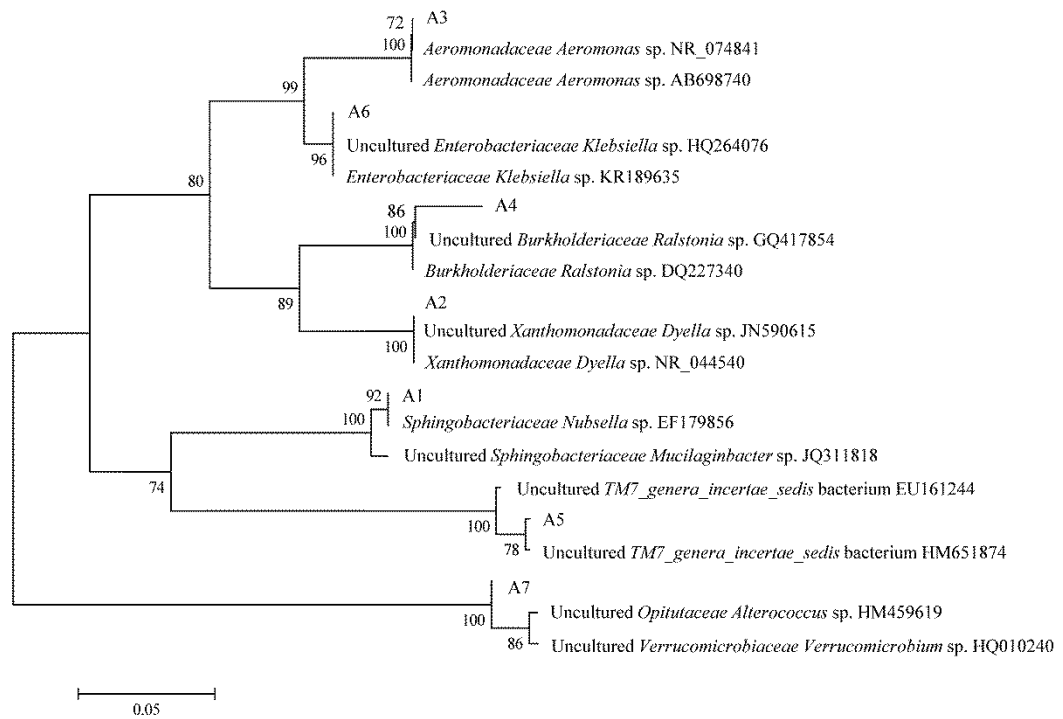 72
A3
100
Aeromonadaceae Aeromonas sp. NR_074841
Aeromonadaceae Aeromonas sp. AB698740
99
A6
Uncultured Enterobacteriaceae Klebsiella sp. HQ264076
96
Enterobacteriaceae Klebsiella sp. KR189635
80
86
A4
100
Uncultured Burkholderiaceae Ralstonia sp. GQ417854
Burkholderiaceae Ralstonia sp. DQ227340
89
A2
Uncultured Xanthomonadaceae Dyella sp. JN590615
100
Xanthomonadaceae Dyella sp. NR_044540
92
A1
100
Sphingobacteriaceae Nubsella sp. EF179856
Uncultured Sphingobacteriaceae Mucilaginbacter sp. JQ311818
74
Uncultured TM7_genera_incertae_sedis bacterium EU161244
100
A5
78
Uncultured TM7_genera_incertae_sedis bacterium HM651874
A7
100
Uncultured Opitutaceae Alterococcus sp. HM459619
86
Uncultured Verrucomicrobiaceae Verrucomicrobium sp. HQ010240
0.05